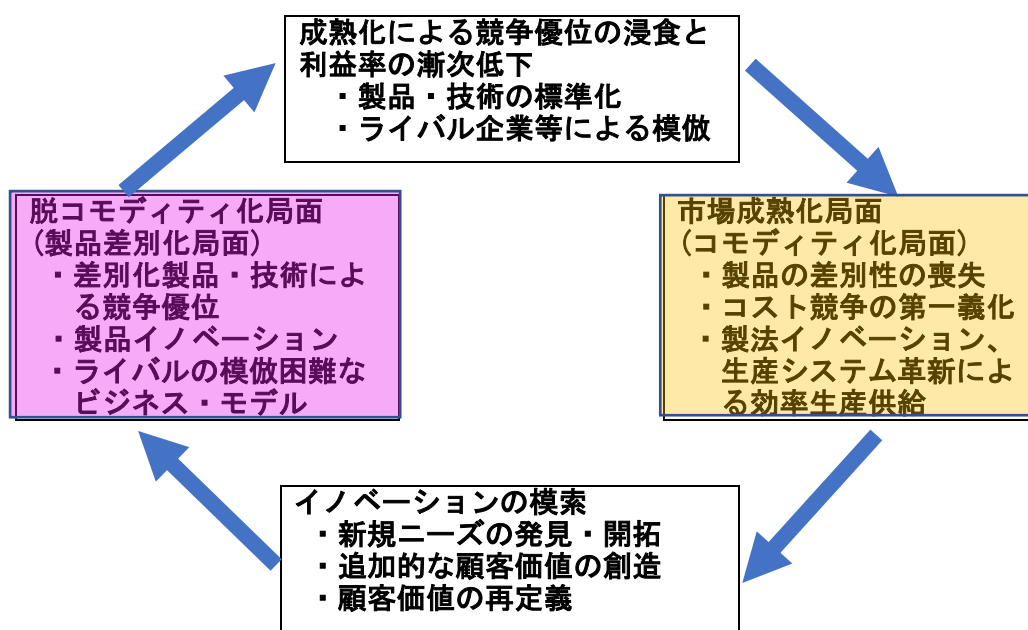 成熟化による競争優位の浸食と
利益率の漸次低下
・製品・技術の標準化
・ライバル企業等による模倣
脱コモディティ化局面
(製品差別化局面)
・差別化製品・技術によ
る競争優位
・製品イノベーション
・ライバルの模倣困難な
ビジネス・モデル
市場成熟化局面
(コモディティ化局面)
・製品の差別性の喪失
・コスト競争の第一義化
・製法イノベーション、
生産システム革新によ
る効率生産供給
イノベーションの模索
・新規ニーズの発見・開拓
・追加的な顧客価値の創造
・顧客価値の再定義